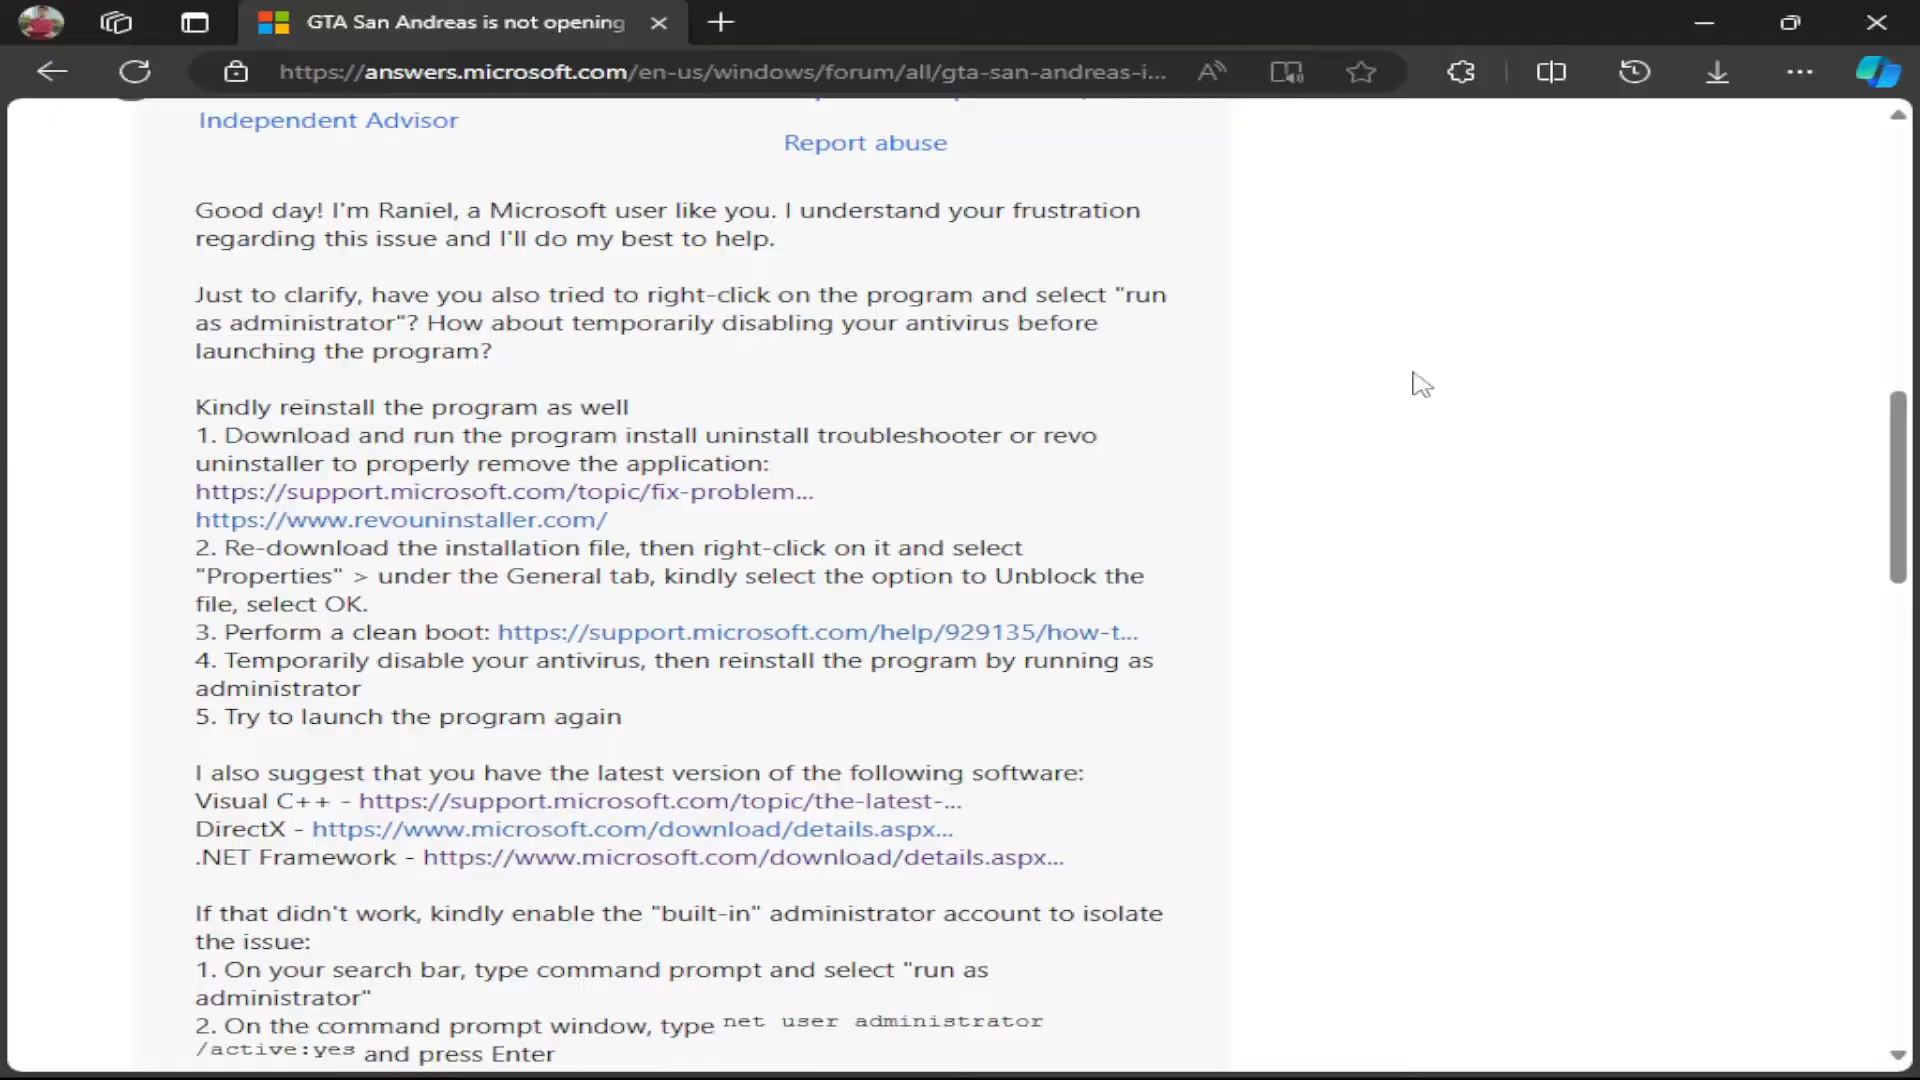 GTA San Andreas is not opening
https://answers.microsoft.com/en-us/windows/forum/all/gta-san-andreas-i...
Independent Advisor
Report abuse
Good day! I'm Raniel, a Microsoft user like you. I understand your frustration
regarding this issue and I'll do my best to help.
Just to clarify, have you also tried to right-click on the program and select "run
as administrator"? How about temporarily disabling your antivirus before
launching the program?
Kindly reinstall the program as well
1. Download and run the program install uninstall troubleshooter or revo
uninstaller to properly remove the application:
https://support.microsoft.com/topic/fix-problem...
https://www.revouninstaller.com/
2. Re-download the installation file, then right-click on it and select
"Properties" > under the General tab, kindly select the option to Unblock the
file, select OK.
3. Perform a clean boot: https://support.microsoft.com/help/929135/how-t...
4. Temporarily disable your antivirus, then reinstall the program by running as
administrator
5. Try to launch the program again
I also suggest that you have the latest version of the following software:
Visual C++ - https://support.microsoft.com/topic/the-latest-...
DirectX - https://www.microsoft.com/download/details.aspx...
.NET Framework - https://www.microsoft.com/download/details.aspx...
If that didn't work, kindly enable the "built-in" administrator account to isolate
the issue:
1. On your search bar, type command prompt and select "run as
administrator"
2. On the command prompt window, type net user administrator
/active:yes and press Enter